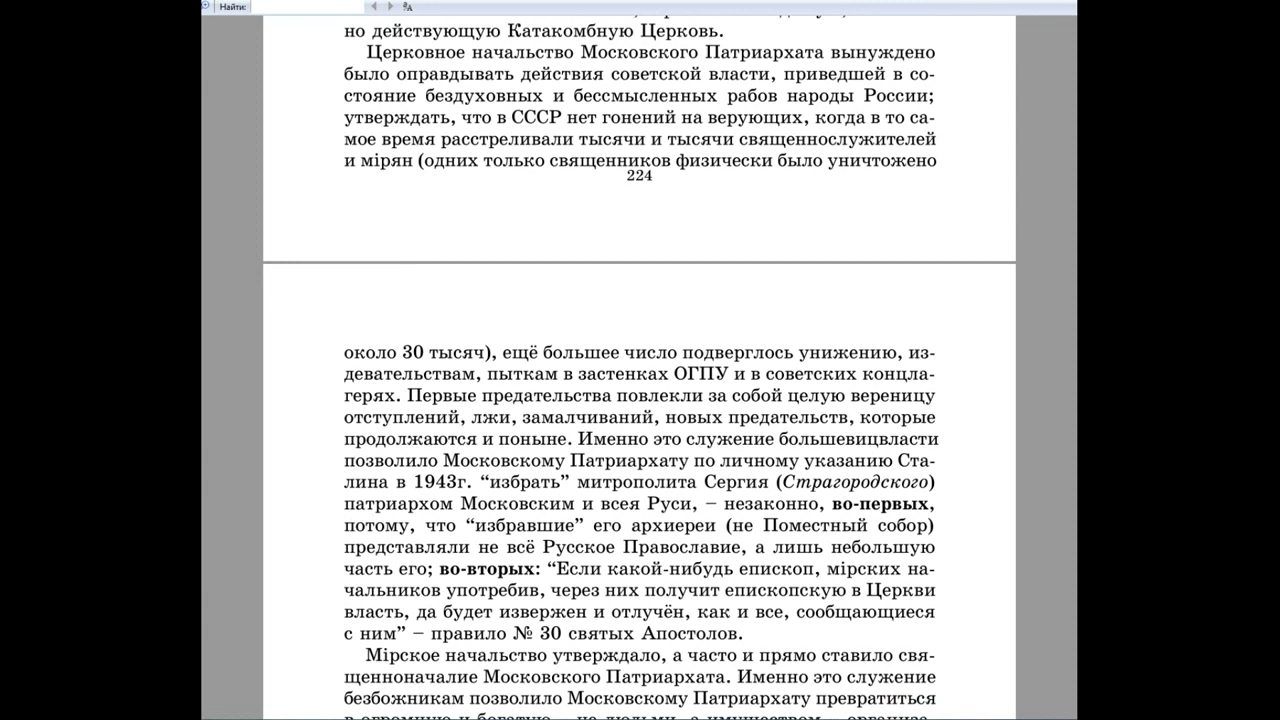 Найти:
но действующую Катакомбную Церковь.
Церковное начальство Московского Патриархата вынуждено
было оправдывать действия советской власти, приведшей в со-
стояние бездуховных и бессмысленных рабов народы России;
утверждать, что в СССР нет гонений на верующих, когда в то са-
мое время расстреливали тысячи и тысячи священнослужителей
и мірян (одних только священников физически было уничтожено
224
около 30 тысяч), ещё большее число подверглось унижению, из-
девательствам, пыткам в застенках ОГПУ и в советских концла-
герях. Первые предательства повлекли за собой целую вереницу
отступлений, лжи, замалчиваний, новых предательств, которые
продолжаются и поныне. Именно это служение большевицвласти
позволило Московскому Патриархату по личному указанию Ста-
лина в 1943г. “избрать” митрополита Сергия (Страгородского)
патриархом Московским и всея Руси, – незаконно, во-первых,
потому, что “избравшие” его архиереи (не Поместный собор)
представляли не всё Русское Православие, а лишь небольшую
часть его; во-вторых: “Если какой-нибудь епископ, мірских на-
чальников употребив, через них получит епископскую в Церкви
власть, да будет извержен и отлучён, как и все, сообщающиеся
с ним” – правило № 30 святых Апостолов.
Мірское начальство утверждало, а часто и прямо ставило свя-
щенноначалие Московского Патриархата. Именно это служение
безбожникам позволило Московскому Патриархату превратиться